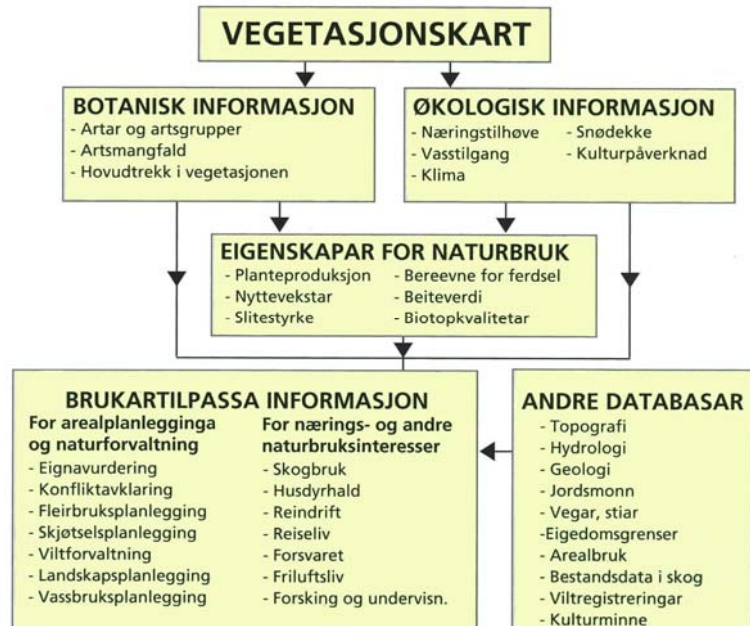 VEGETASJONSKART
BOTANISK INFORMASJON
- Artar og artsgrupper
- Artsmangfald
- Hovudtrekk i vegetasjonen
ØKOLOGISK INFORMASJON
- Næringstilhøve
- Vasstilgang
- Klima
- Snødekke
- Kulturpåverknad
EIGENSKAPAR FOR NATURBRUK
- Planteproduksjon
- Nyttevekstar
- Slitestyrke
- Bereevne for ferdsel
- Beiteverdi
- Biotopkvalitetar
BRUKARTILPASSA INFORMASJON
For arealplanlegginga
og naturforvaltning
- Eignavurdering
- Konfliktavklaring
- Fleirbruksplanlegging
- Skjøtselsplanlegging
- Viltforvaltning
- Landskapsplanlegging
- Vassbruksplanlegging
For nærings- og andre
naturbruksinteresser
- Skogbruk
- Husdyrhald
- Reindrift
- Reiseliv
- Forsvaret
- Friluftsliv
- Forsking og undervisn.
ANDRE DATABASAR
- Topografi
- Hydrologi
- Geologi
- Jordsmonn
- Vegar, stiar
-Eigedomsgrenser
- Arealbruk
- Bestandsdata i skog
- Viltregistreringar
- Kulturminne